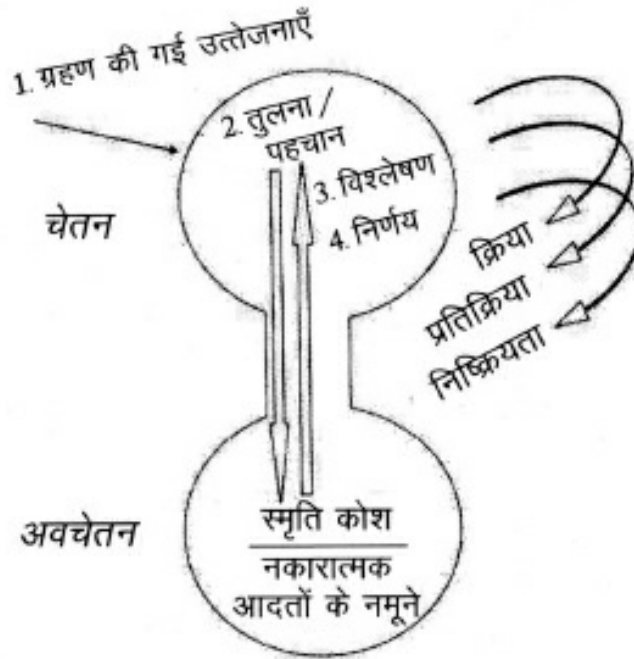 1. ग्रहण की गई उत्तेजनाएँ
2. तुलना /
पहचान
3. विश्लेषण
4. निर्णय
चेतन
क्रिया
प्रतिक्रिया
निष्क्रियता
अवचेतन
स्मृति कोश
नकारात्मक
आदतों के नमूने